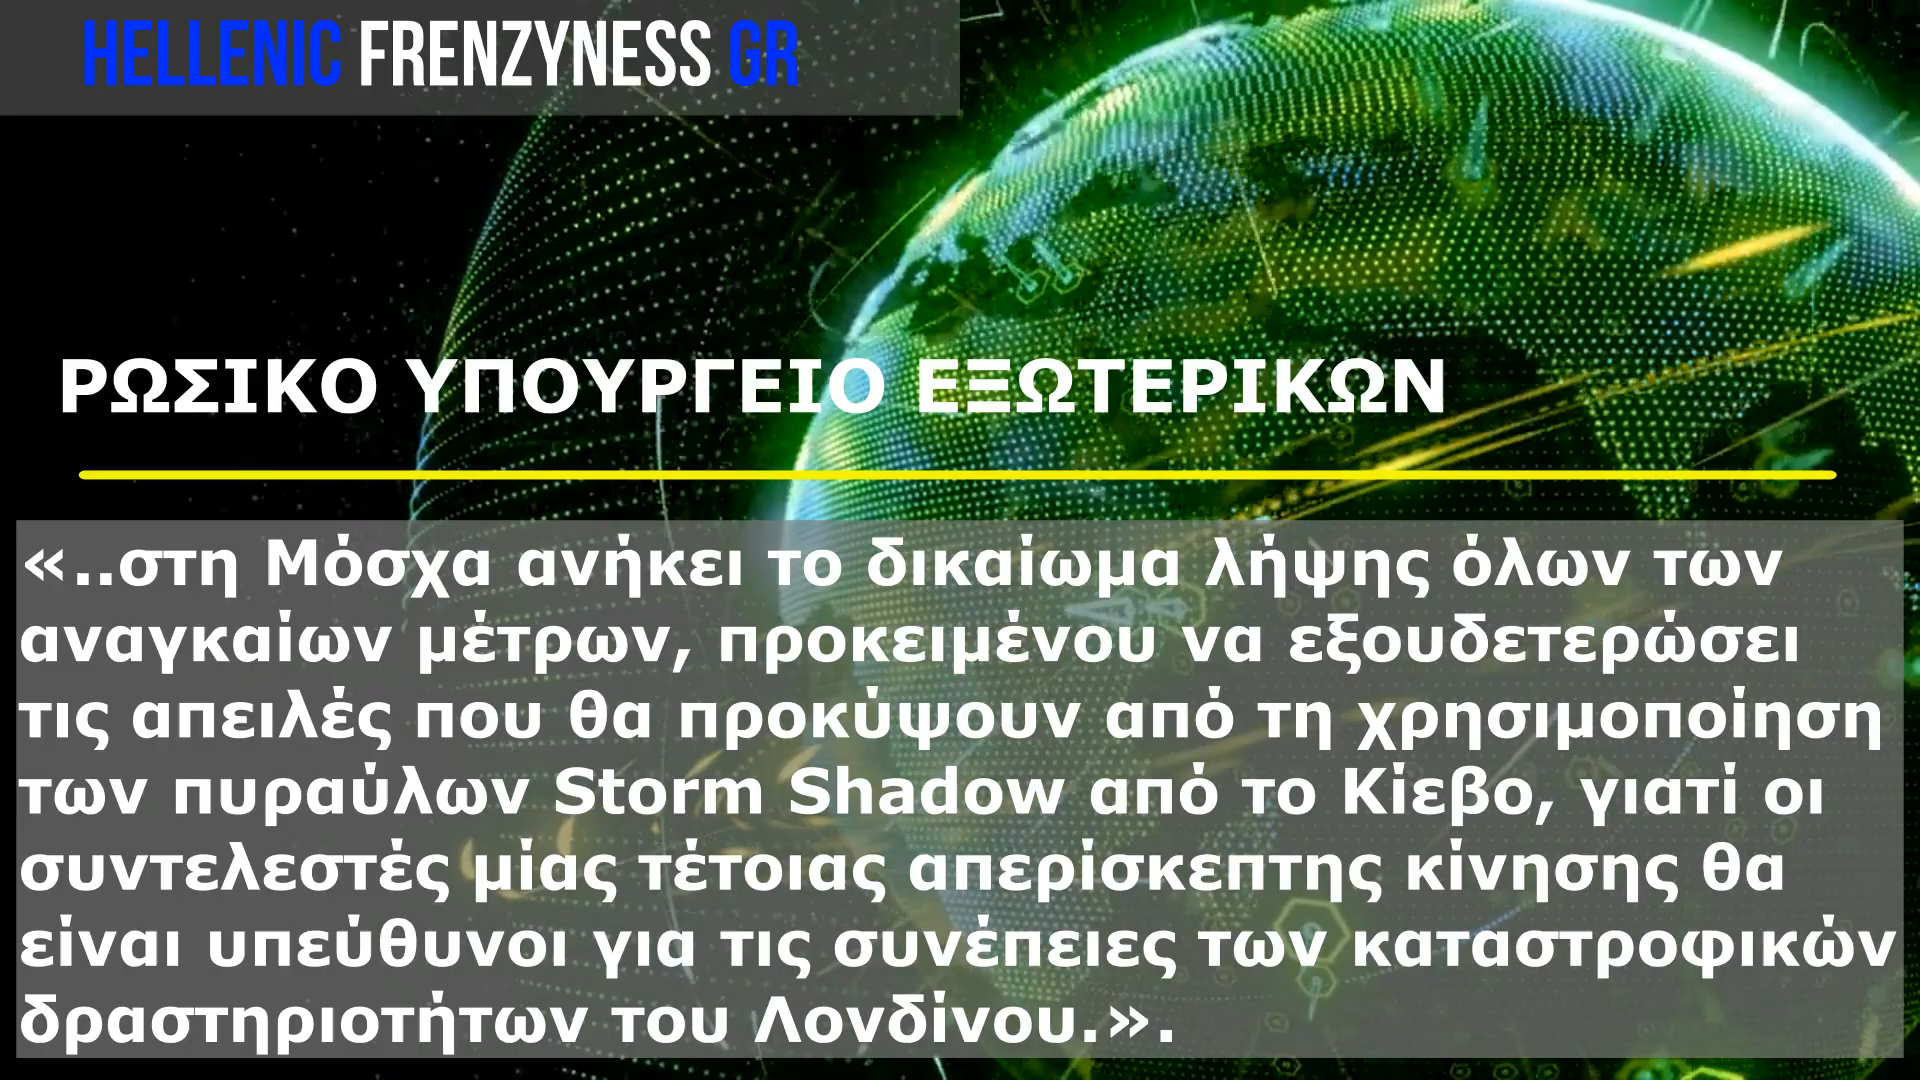 HELLENIC FRENZYNESS GR
ΡΩΣΙΚΟ ΥΠΟΥΡΓΕΙΟ ΕΞΩΤΕΡΙΚΩΝ
«..στη Μόσχα ανήκει το δικαίωμα λήψης όλων των
αναγκαίων μέτρων, προκειμένου να εξουδετερώσει
τις απειλές που θα προκύψουν από τη χρησιμοποίηση
των πυραύλων Storm Shadow από το Κίεβο, γιατί οι
συντελεστές μίας τέτοιας απερίσκεπτης κίνησης θα
είναι υπεύθυνοι για τις συνέπειες των καταστροφικών
δραστηριοτήτων του Λονδίνου.».